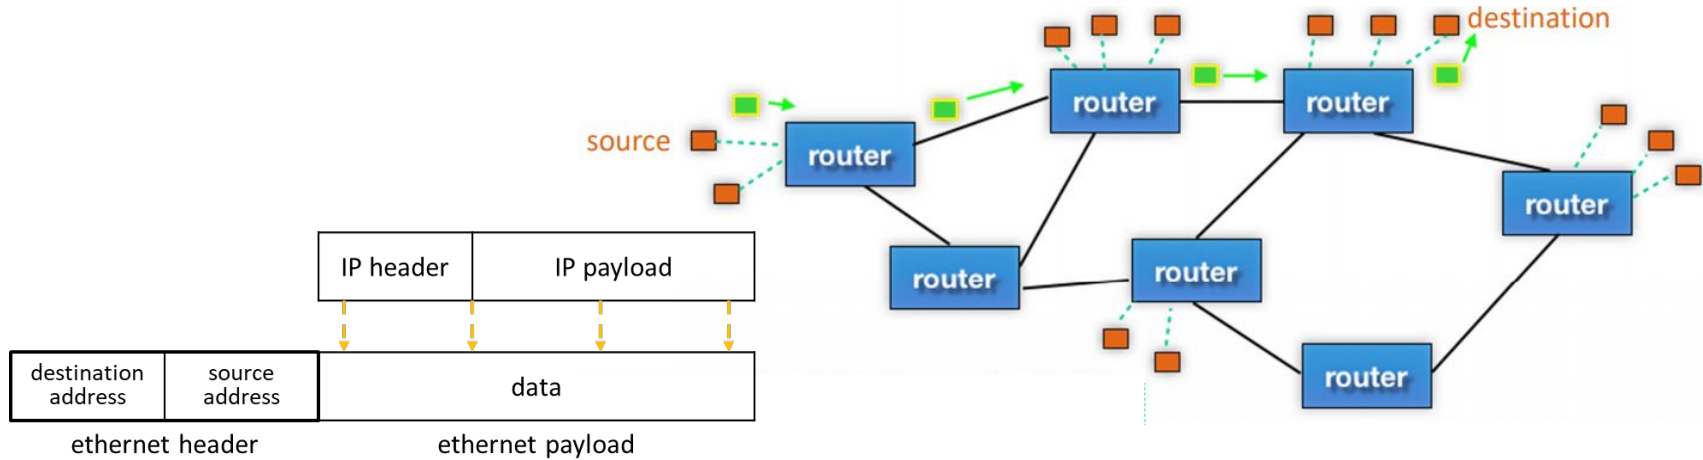 destination
router
router
router
source
router
IP header
IP payload
router
router
destination
address
source
address
data
router
ethernet header
ethernet payload